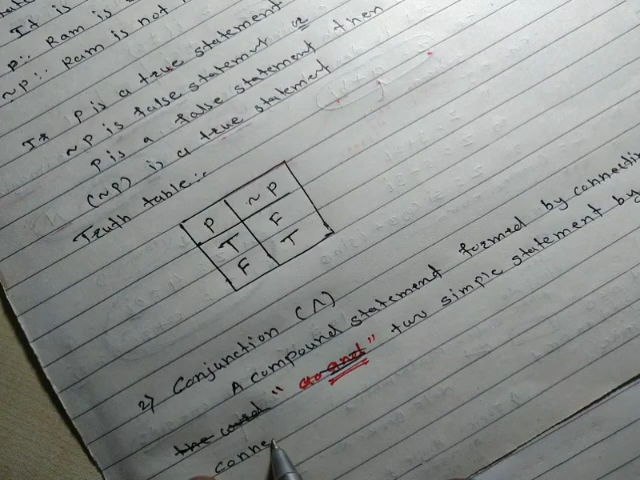 It is
P:- Ram is
~P:- Ram is not
If P is a true statement
~P is false statement &
P is a false statement then
(~P) is a true statement
Truth table:-
P ~P
T F
F T
2) Conjunction (Λ)
A compound statement formed by connecting
the word " and" two simple statement by
conne